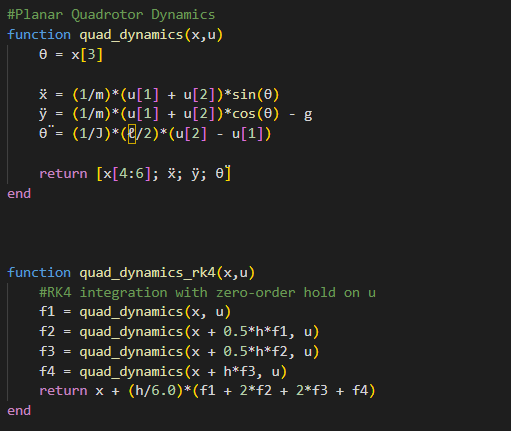 #Planar Quadrotor Dynamics
function quad_dynamics(x,u)
    θ = x[3]
    ẍ = (1/m)*(u[1] + u[2])*sin(θ)
    ÿ = (1/m)*(u[1] + u[2])*cos(θ) - g
    θ̈ = (1/J)*(ℓ/2)*(u[2] - u[1])
    return [x[4:6]; ẍ; ÿ; θ̈]
end
function quad_dynamics_rk4(x,u)
    #RK4 integration with zero-order hold on u
    f1 = quad_dynamics(x, u)
    f2 = quad_dynamics(x + 0.5*h*f1, u)
    f3 = quad_dynamics(x + 0.5*h*f2, u)
    f4 = quad_dynamics(x + h*f3, u)
    return x + (h/6.0)*(f1 + 2*f2 + 2*f3 + f4)
end